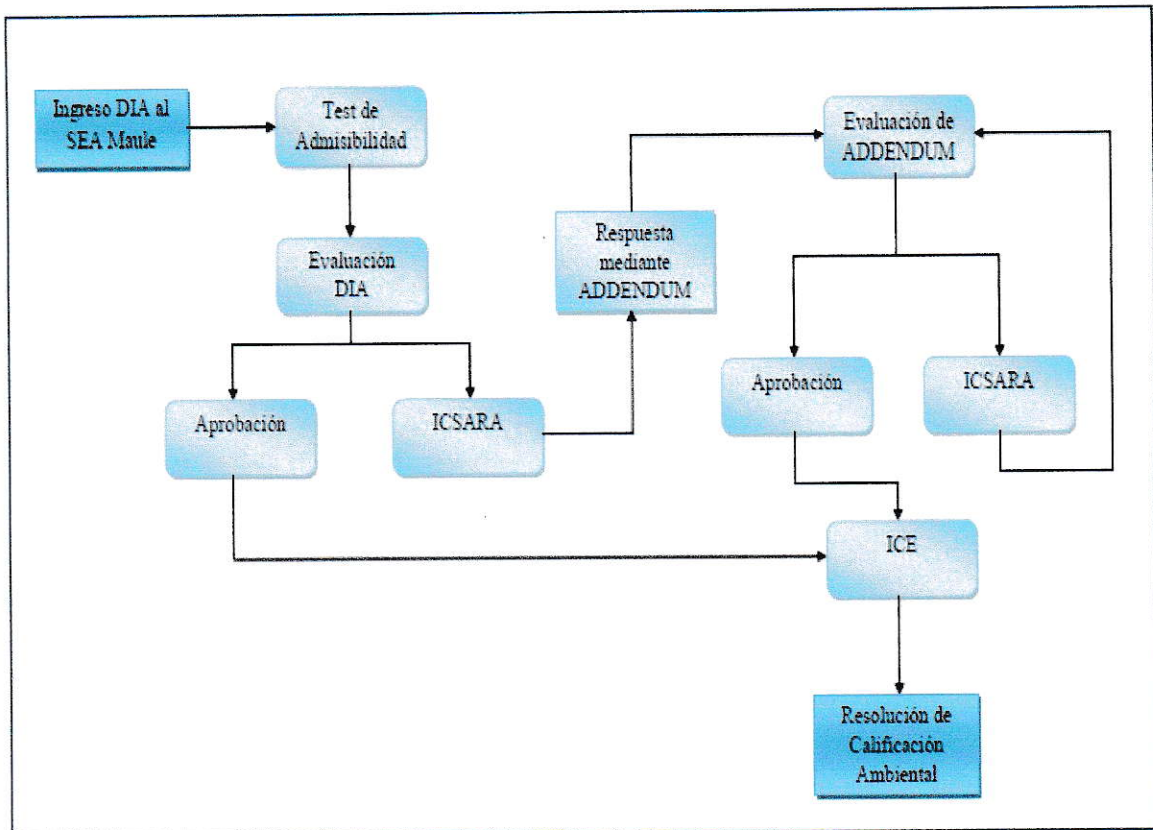 Ingreso DIA al
SEA Maule
Test de
Admisibilidad
Evaluación
DIA
Aprobación
ICSARA
Respuesta
mediante
ADDENDUM
Evaluación de
ADDENDUM
Aprobación
ICSARA
ICE
Resolución de
Calificación
Ambiental